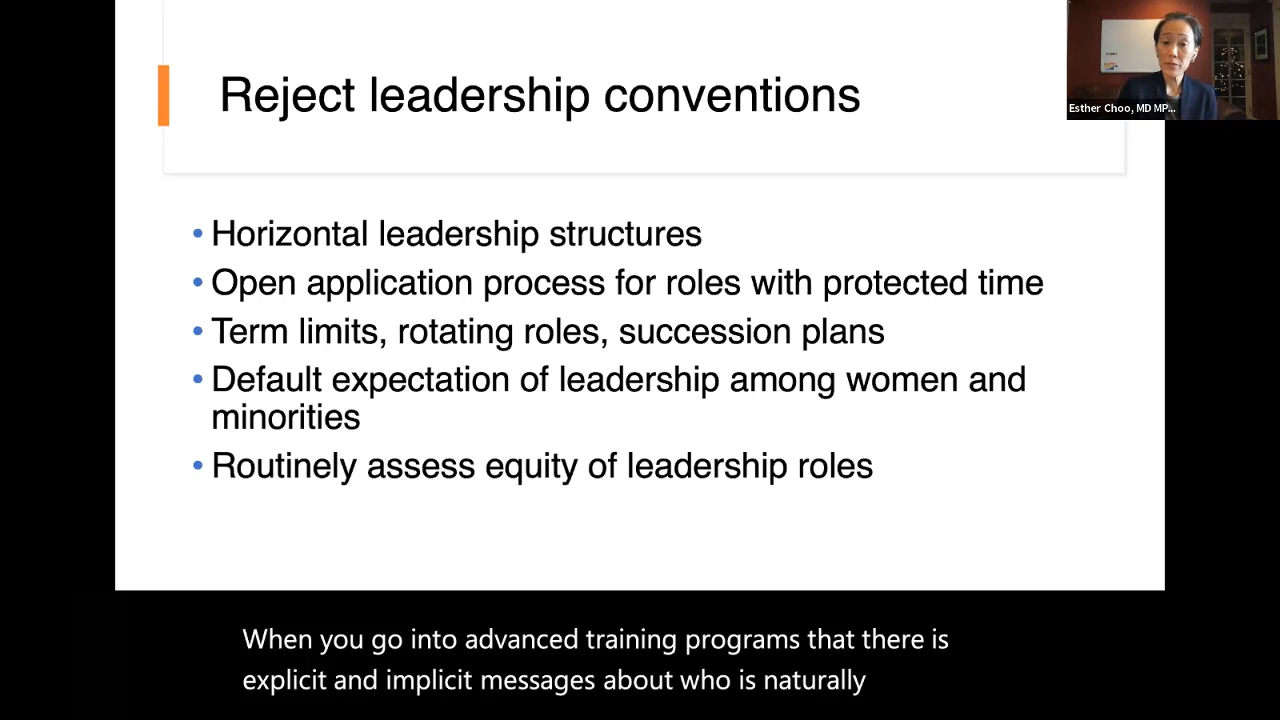 Reject leadership conventions
Esther Choo, MD MP...
• Horizontal leadership structures
• Open application process for roles with protected time
• Term limits, rotating roles, succession plans
• Default expectation of leadership among women and
minorities
• Routinely assess equity of leadership roles
When you go into advanced training programs that there is
explicit and implicit messages about who is naturally